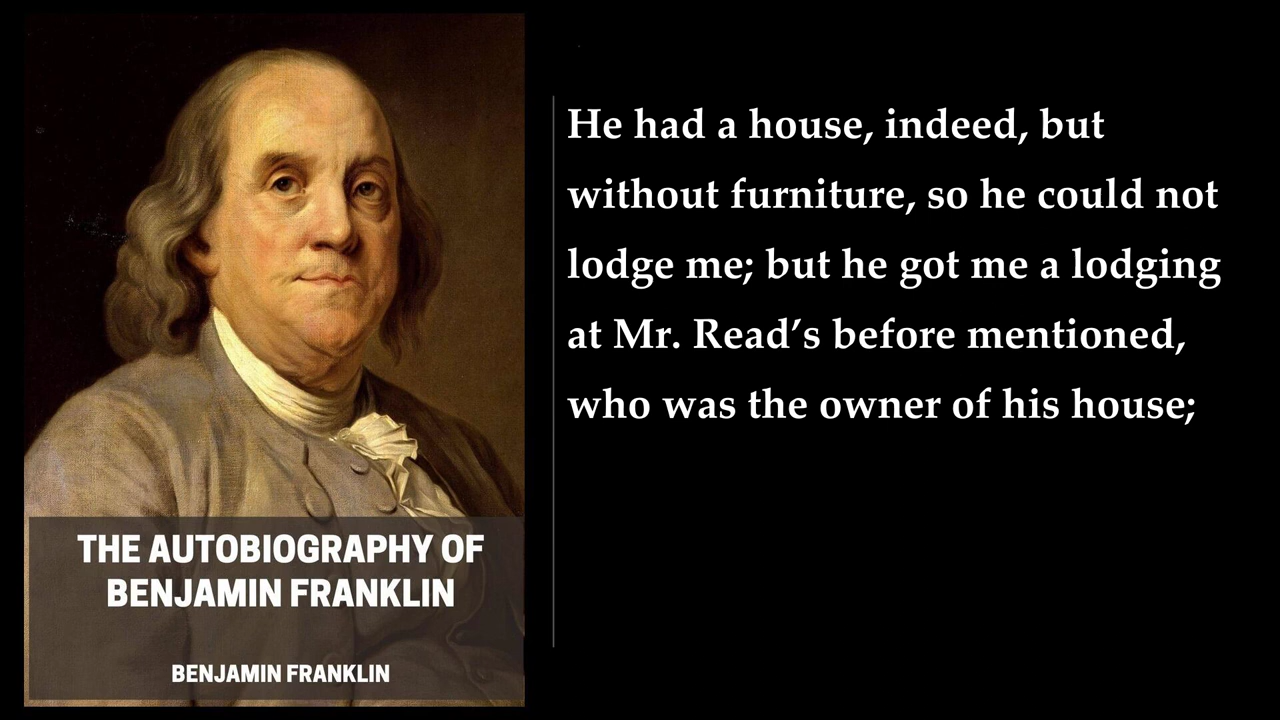 He had a house, indeed, but
without furniture, so he could not
lodge me; but he got me a lodging
at Mr. Read’s before mentioned,
who was the owner of his house;
THE AUTOBIOGRAPHY OF
BENJAMIN FRANKLIN
BENJAMIN FRANKLIN